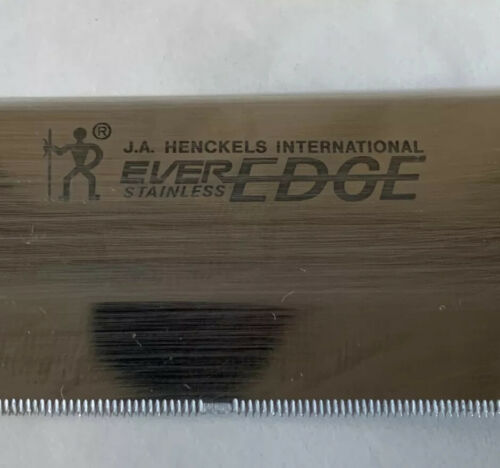 ®
J.A. HENCKELS INTERNATIONAL
EVER EDGE
STAINLESS